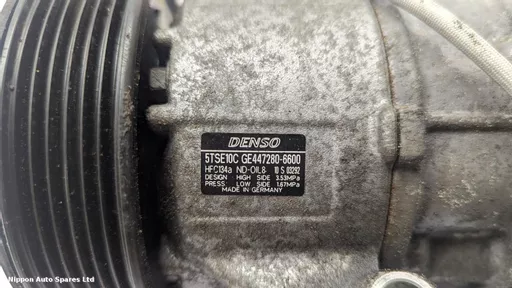 DENSO
5TSE10C GE447280-6600
HFC134a ND-OIL8 10 S 03292
DESIGN HIGH SIDE 3.53MPa
PRESS LOW SIDE 1.67MPa
MADE IN GERMANY
Nippon Auto Spares Ltd